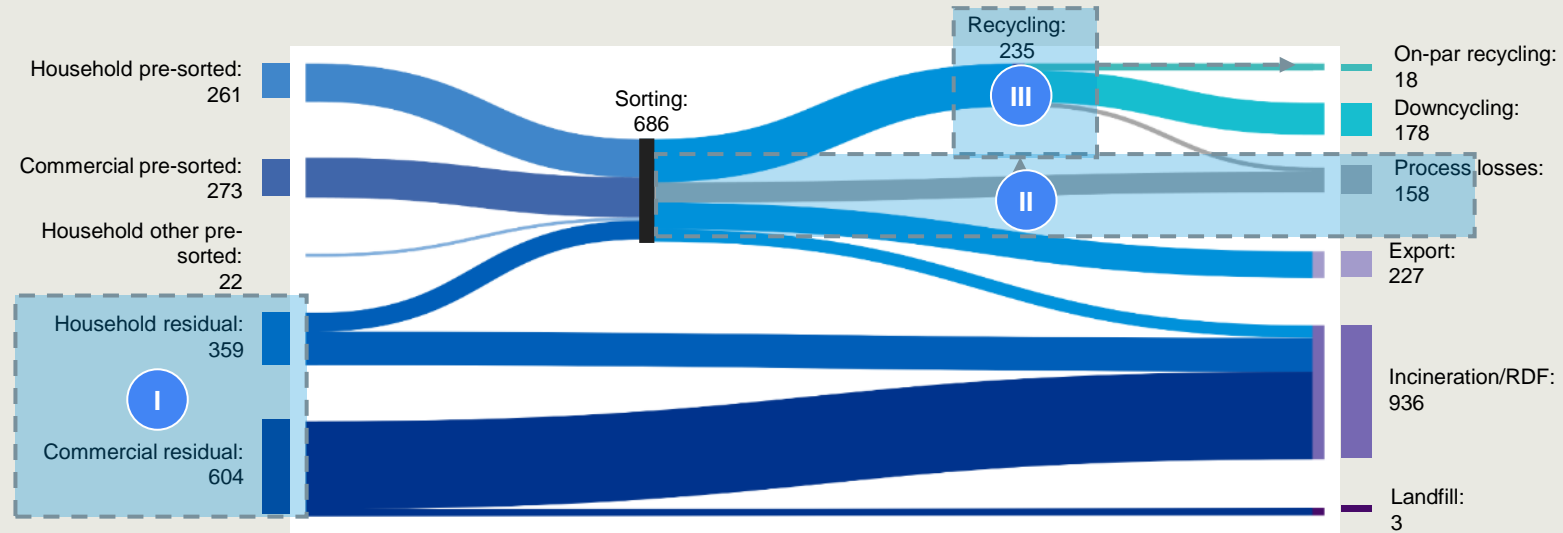 Household pre-sorted:
261
Commercial pre-sorted:
273
Household other pre-
sorted:
22
Household residual:
359
I
Commercial residual:
604
Sorting:
686
Recycling:
235
III
II
On-par recycling:
18
Downcycling:
178
Process losses:
158
Export:
227
Incineration/RDF:
936
Landfill:
3